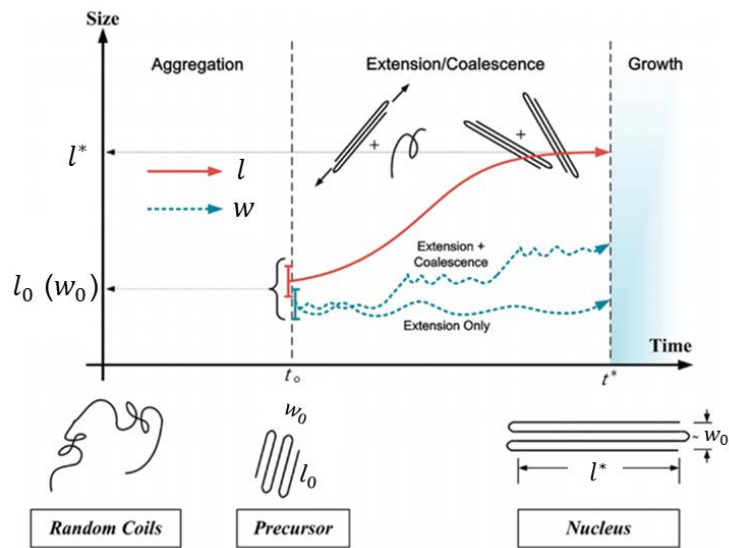 Size
Aggregation
Extension/Coalescence
Growth
+
+
l*
l
w
Extension +
Coalescence
l₀ (w₀)
Extension Only
Time
t₀
t*
w₀
l₀
w₀
l*
Random Coils
Precursor
Nucleus